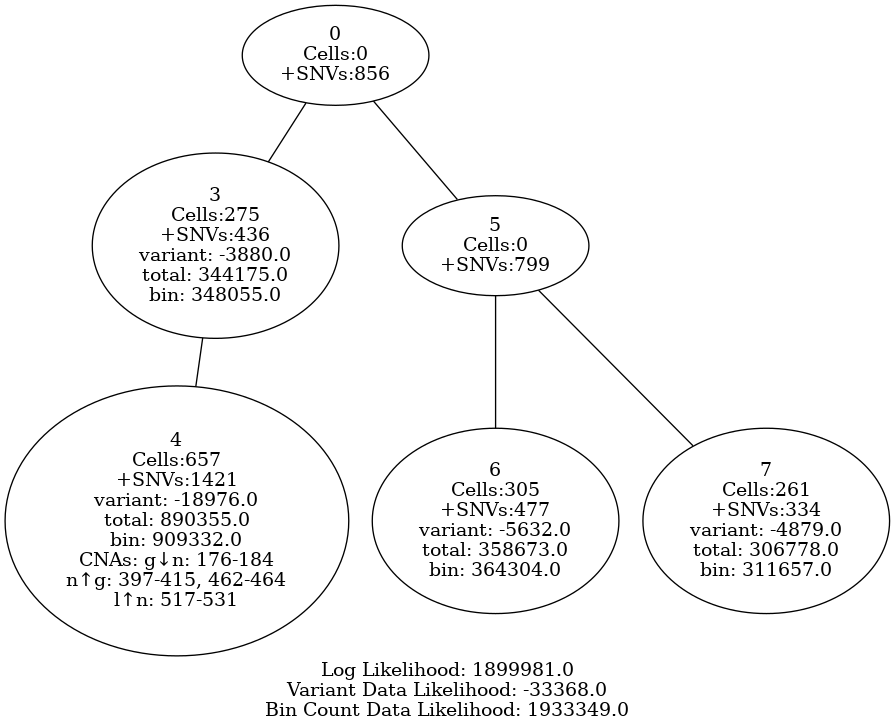 0
Cells:0
+SNVs:856
3
Cells:275
+SNVs:436
variant: -3880.0
total: 344175.0
bin: 348055.0
5
Cells:0
+SNVs:799
4
Cells:657
+SNVs:1421
variant: -18976.0
total: 890355.0
bin: 909332.0
CNAs: g↓n: 176-184
n↑g: 397-415, 462-464
l↑n: 517-531
6
Cells:305
+SNVs:477
variant: -5632.0
total: 358673.0
bin: 364304.0
7
Cells:261
+SNVs:334
variant: -4879.0
total: 306778.0
bin: 311657.0
Log Likelihood: 1899981.0
Variant Data Likelihood: -33368.0
Bin Count Data Likelihood: 1933349.0